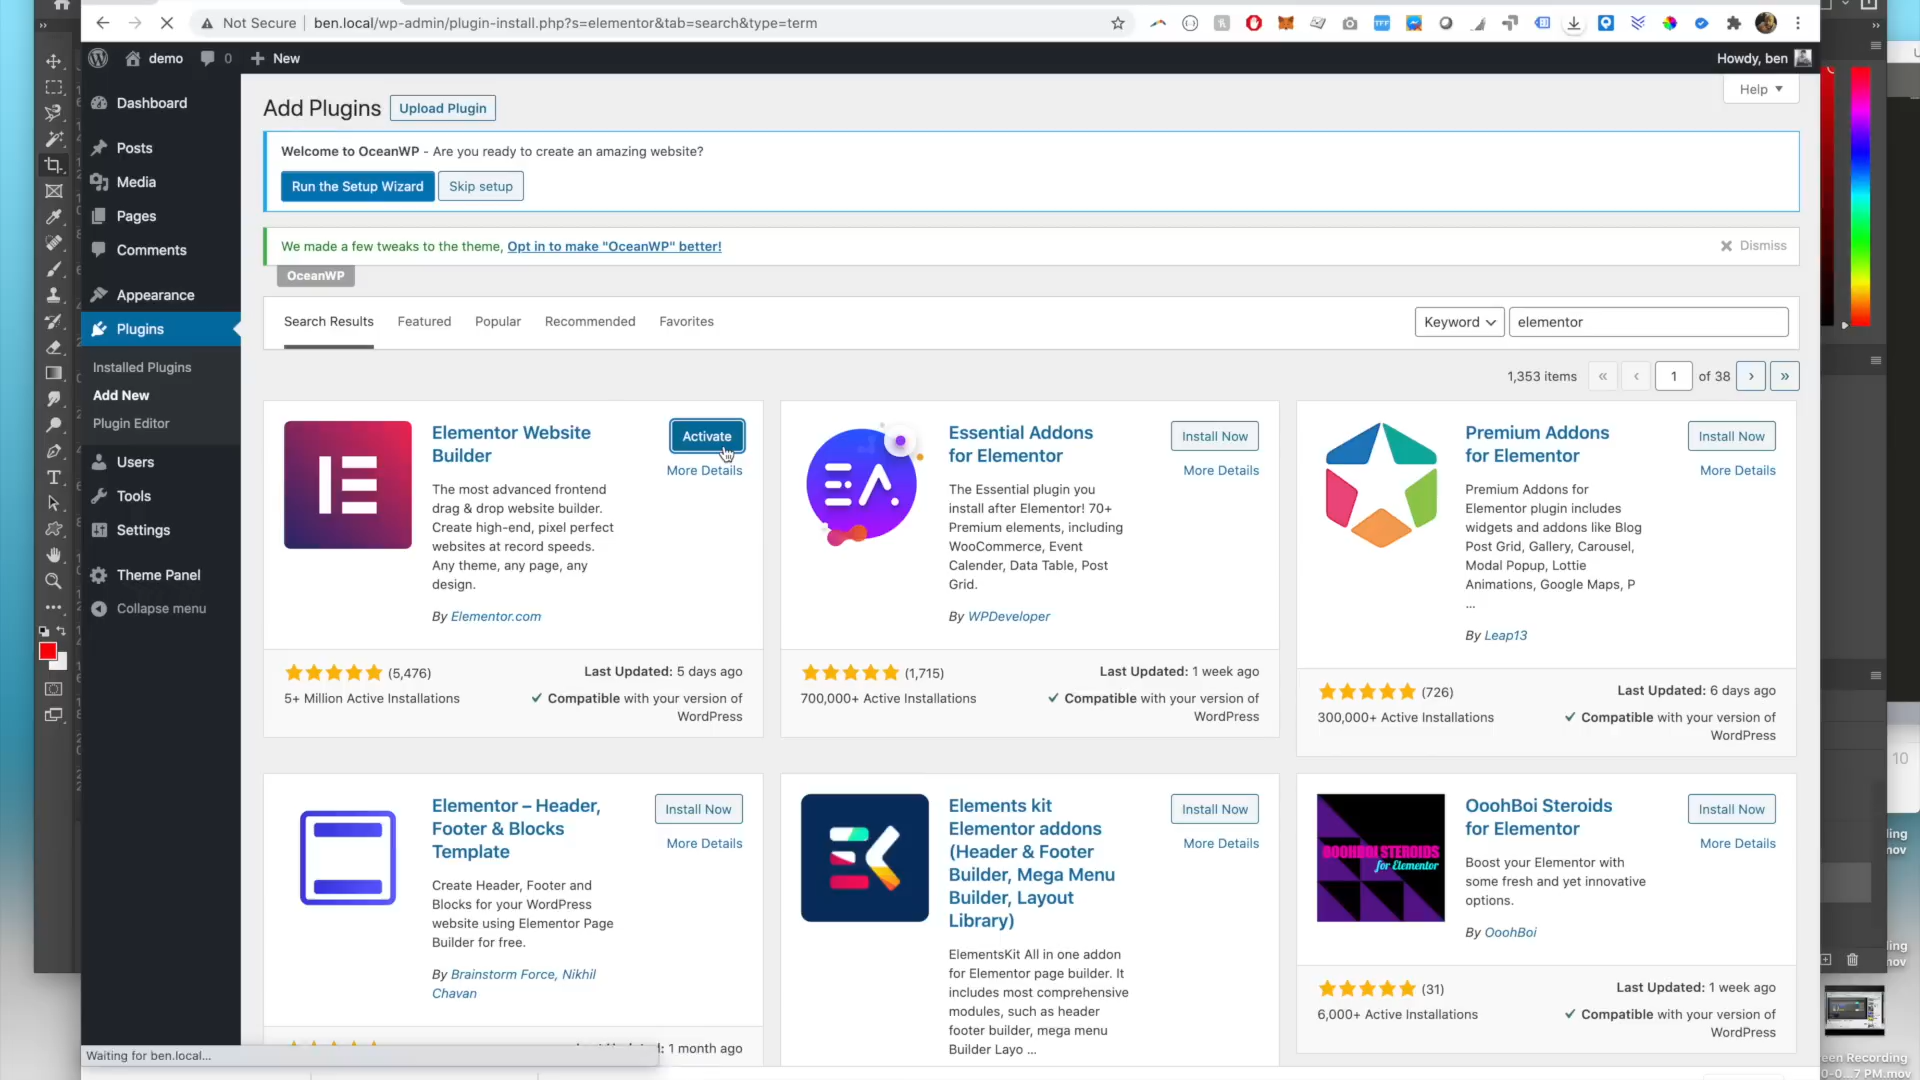 Not Secure
ben.local/wp-admin/plugin-install.php?s=elementor&tab=search&type=term
demo
0
New
Howdy, ben
Dashboard
Posts
Media
Pages
Comments
Appearance
Plugins
Installed Plugins
Add New
Plugin Editor
Users
Tools
Settings
Theme Panel
Collapse menu
Add Plugins
Upload Plugin
Help
Welcome to OceanWP - Are you ready to create an amazing website?
Run the Setup Wizard
Skip setup
We made a few tweaks to the theme, Opt in to make "OceanWP" better!
Dismiss
OceanWP
Search Results
Featured
Popular
Recommended
Favorites
Keyword
elementor
1,353 items
«
‹
1
of 38
›
»
Elementor Website
Builder
Activate
More Details
The most advanced frontend
drag & drop website builder.
Create high-end, pixel perfect
websites at record speeds.
Any theme, any page, any
design.
By Elementor.com
(5,476)
5+ Million Active Installations
Last Updated: 5 days ago
Compatible with your version of
WordPress
Essential Addons
for Elementor
Install Now
More Details
The Essential plugin you
install after Elementor! 70+
Premium elements, including
WooCommerce, Event
Calender, Data Table, Post
Grid.
By WPDeveloper
(1,715)
700,000+ Active Installations
Last Updated: 1 week ago
Compatible with your version of
WordPress
Premium Addons
for Elementor
Install Now
More Details
Premium Addons for
Elementor plugin includes
widgets and addons like Blog
Post Grid, Gallery, Carousel,
Modal Popup, Lottie
Animations, Google Maps, P
...
By Leap13
(726)
300,000+ Active Installations
Last Updated: 6 days ago
Compatible with your version of
WordPress
Elementor – Header,
Footer & Blocks
Template
Install Now
More Details
Create Header, Footer and
Blocks for your WordPress
website using Elementor Page
Builder for free.
By Brainstorm Force, Nikhil
Chavan
1 month ago
Elements kit
Elementor addons
(Header & Footer
Builder, Mega Menu
Builder, Layout
Library)
Install Now
More Details
ElementsKit All in one addon
for Elementor page builder. It
includes most comprehensive
modules, such as header
footer builder, mega menu
Builder Layo ...
OOOHBOI STEROIDS
for Elementor
OoohBoi Steroids
for Elementor
Install Now
More Details
Boost your Elementor with
some fresh and yet innovative
options.
By OoohBoi
(31)
6,000+ Active Installations
Last Updated: 1 week ago
Compatible with your version of
WordPress
Waiting for ben.local...
10